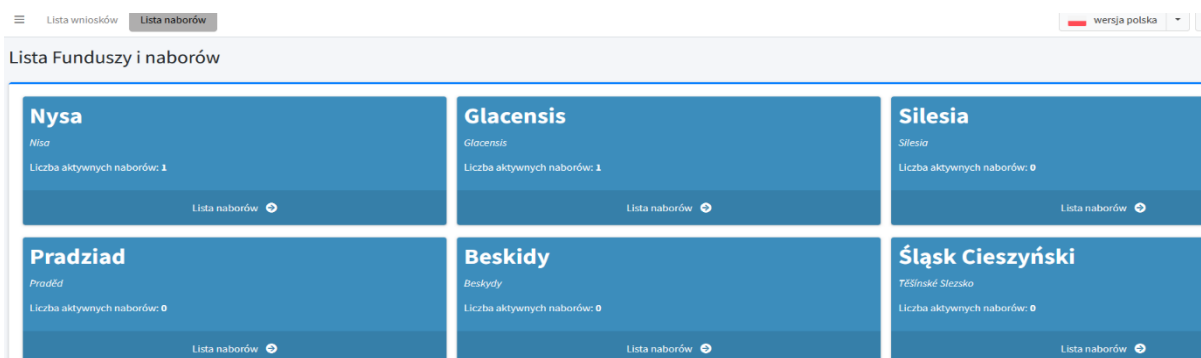 Lista wniosków Lista naborów wersja polska
Lista Funduszy i naborów
Nysa
Nisa
Liczba aktywnych naborów: 1
Lista naborów
Glacensis
Glacensis
Liczba aktywnych naborów: 1
Lista naborów
Silesia
Silesia
Liczba aktywnych naborów: 0
Lista naborów
Pradziad
Praděd
Liczba aktywnych naborów: 0
Lista naborów
Beskidy
Beskydy
Liczba aktywnych naborów: 0
Lista naborów
Śląsk Cieszyński
Těšínské Slezsko
Liczba aktywnych naborów: 0
Lista naborów